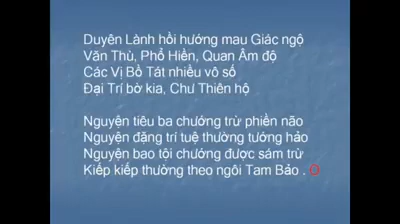 Duyên Lành hồi hướng mau Giác ngộ
Văn Thù, Phổ Hiền, Quan Âm độ
Các Vị Bồ Tát nhiều vô số
Đại Trí bờ kia, Chư Thiên hộ
Nguyện tiêu ba chướng trừ phiền não
Nguyện đặng trí tuệ thường tướng hảo
Nguyện bao tội chướng được sám trừ
Kiếp kiếp thường theo ngôi Tam Bảo . O